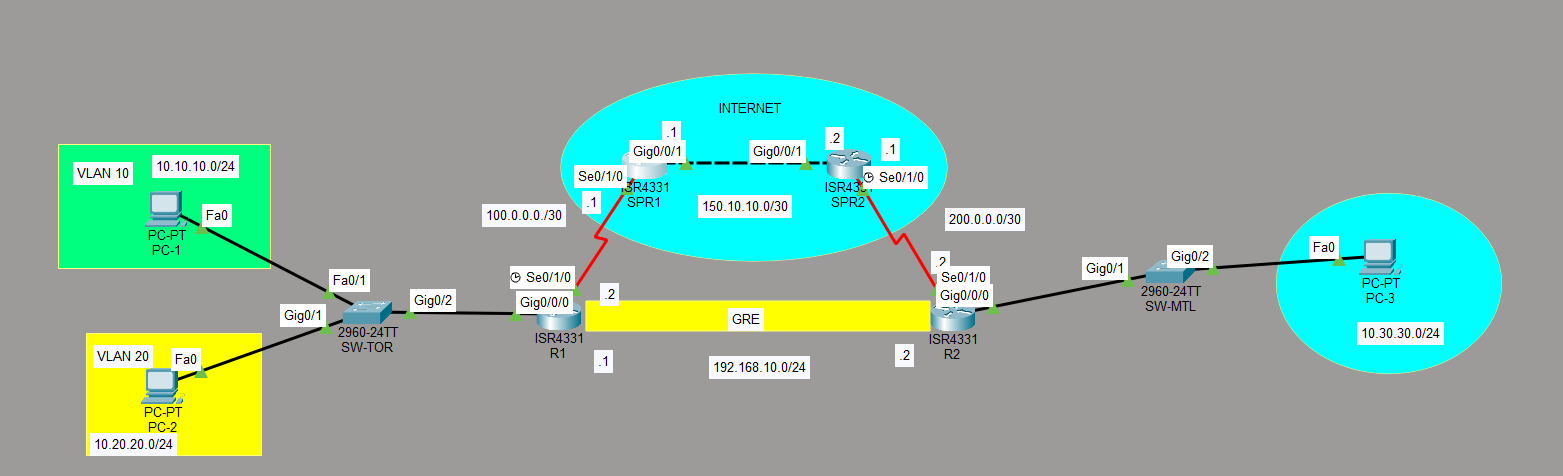 INTERNET
.1
.2
.1
Gig0/0/1
Gig0/0/1
Se0/1/0
Se0/1/0
ISR4331
SPR1
ISR4331
SPR2
.1
150.10.10.0/30
100.0.0.0./30
200.0.0.0/30
VLAN 10
10.10.10.0/24
Fa0
PC-PT
PC-1
Fa0/1
Gig0/1
Gig0/2
2960-24TT
SW-TOR
VLAN 20
Fa0
PC-PT
PC-2
10.20.20.0/24
Se0/1/0
Gig0/0/0
.2
ISR4331
R1
.1
GRE
192.168.10.0/24
.2
.2
Se0/1/0
Gig0/0/0
ISR4331
R2
Gig0/1
Gig0/2
2960-24TT
SW-MTL
Fa0
PC-PT
PC-3
10.30.30.0/24